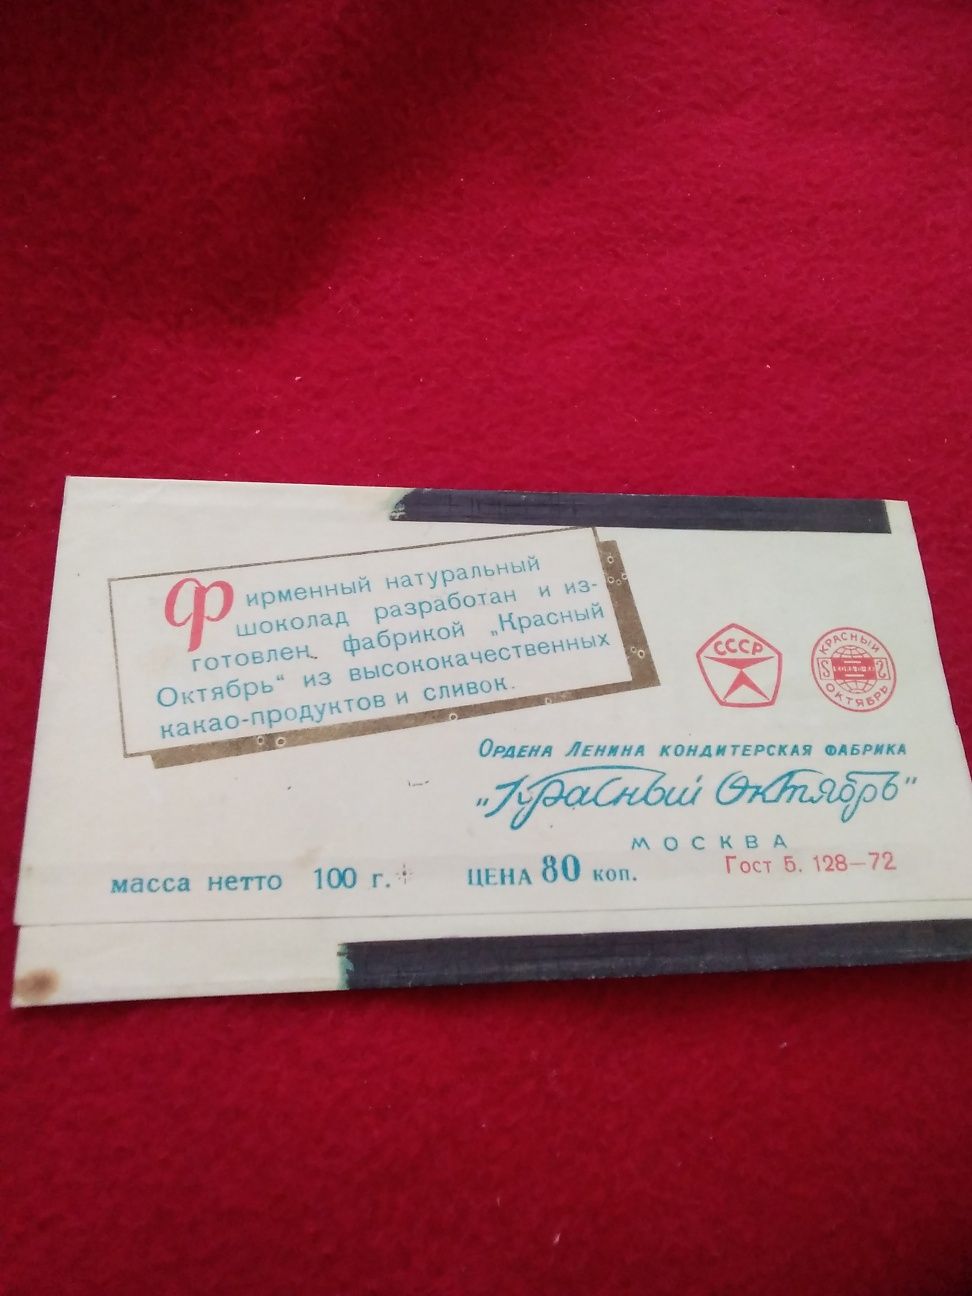 Фирменный натуральный
шоколад разработан и из-
готовлен фабрикой „Красный
Октябрь“ из высококачественных
какао-продуктов и сливок.
СССР
КРАСНЫЙ
ОКТЯБРЬ
Ордена Ленина кондитерская фабрика
„Красный Октябрь“
МОСКВА
Гост 5. 128—72
масса нетто 100 г.
ЦЕНА 80 коп.